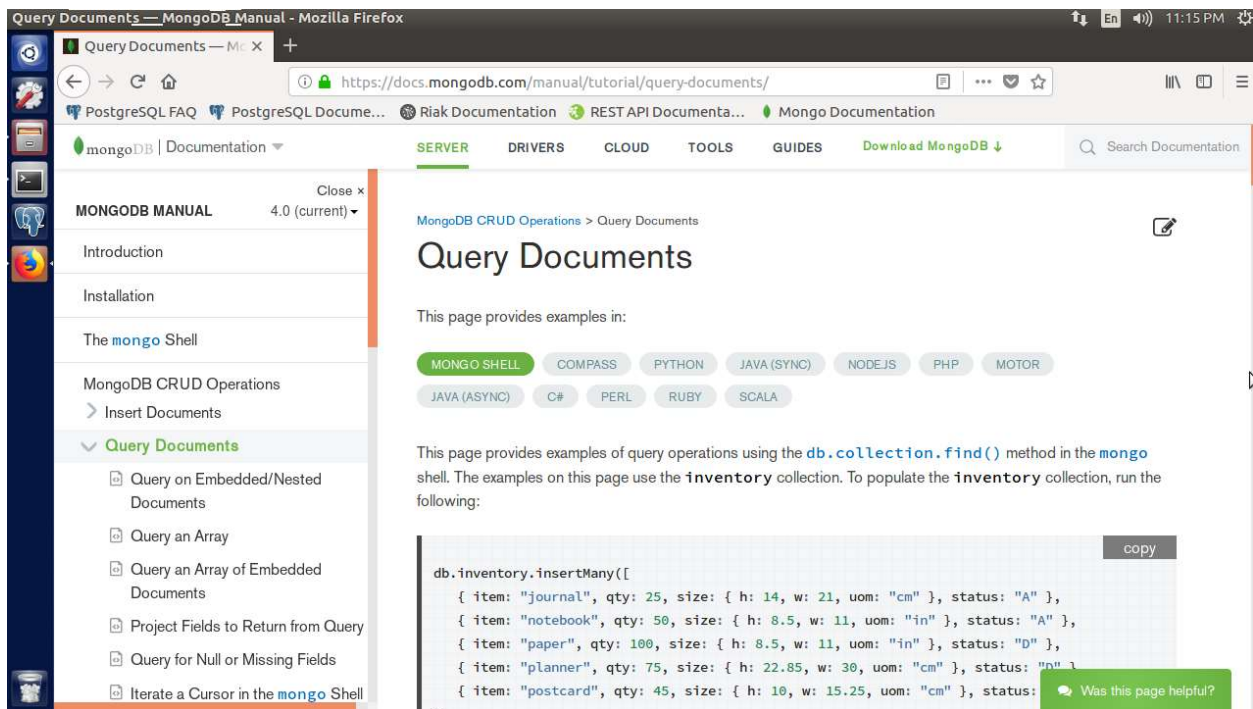 Query Documents — MongoDB Manual - Mozilla Firefox
En
11:15 PM
Query Documents — Mo
https://docs.mongodb.com/manual/tutorial/query-documents/
PostgreSQL FAQ PostgreSQL Docume... Riak Documentation REST API Documenta... Mongo Documentation
mongoDB | Documentation
SERVER DRIVERS CLOUD TOOLS GUIDES Download MongoDB ↓ Search Documentation
Close ×
MONGODB MANUAL 4.0 (current)
Introduction
Installation
The mongo Shell
MongoDB CRUD Operations
Insert Documents
Query Documents
Query on Embedded/Nested
Documents
Query an Array
Query an Array of Embedded
Documents
Project Fields to Return from Query
Query for Null or Missing Fields
Iterate a Cursor in the mongo Shell
MongoDB CRUD Operations > Query Documents
Query Documents
This page provides examples in:
MONGO SHELL COMPASS PYTHON JAVA (SYNC) NODEJS PHP MOTOR
JAVA (ASYNC) C# PERL RUBY SCALA
This page provides examples of query operations using the db.collection.find() method in the mongo
shell. The examples on this page use the inventory collection. To populate the inventory collection, run the
following:
copy
db.inventory.insertMany([
{ item: "journal", qty: 25, size: { h: 14, w: 21, uom: "cm" }, status: "A" },
{ item: "notebook", qty: 50, size: { h: 8.5, w: 11, uom: "in" }, status: "A" },
{ item: "paper", qty: 100, size: { h: 8.5, w: 11, uom: "in" }, status: "D" },
{ item: "planner", qty: 75, size: { h: 22.85, w: 30, uom: "cm" }, status: "D" }
{ item: "postcard", qty: 45, size: { h: 10, w: 15.25, uom: "cm" }, status:
Was this page helpful?